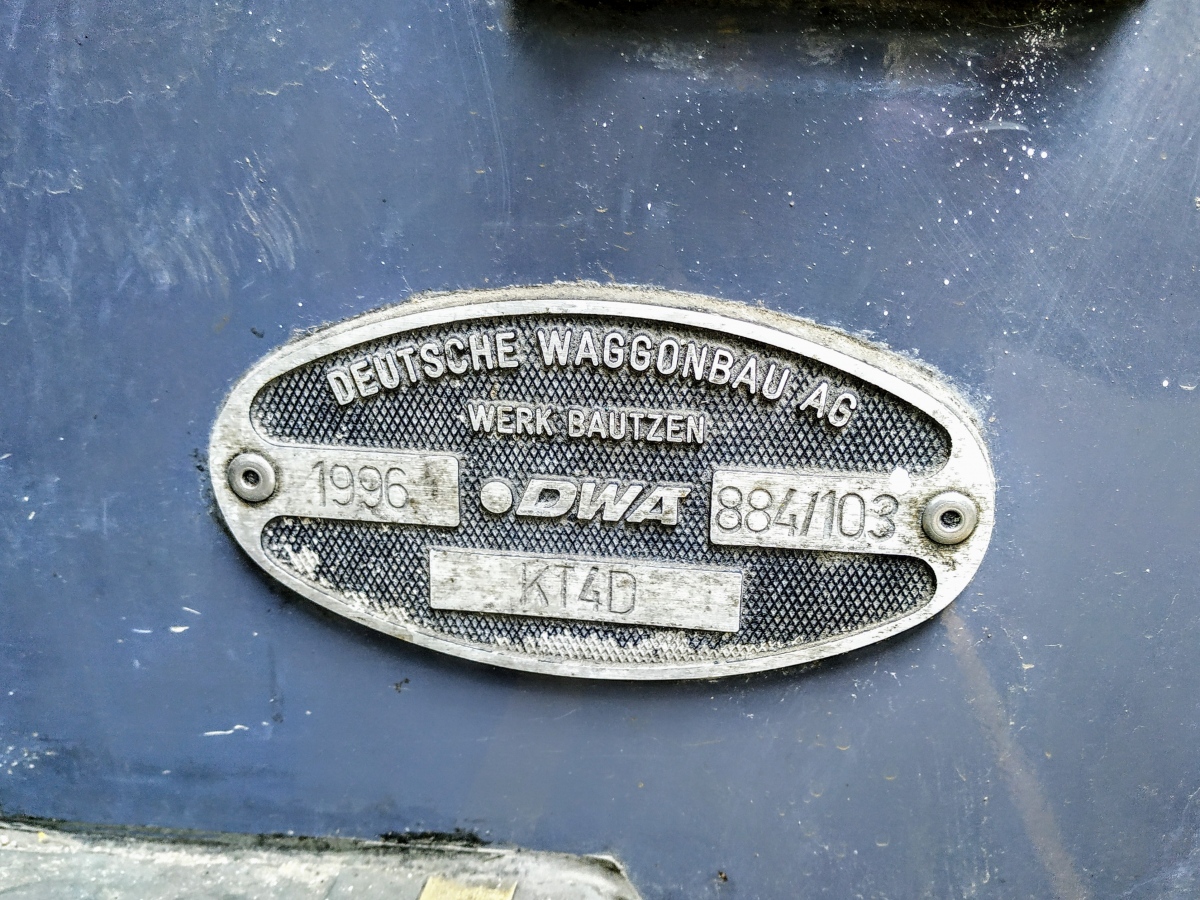 DEUTSCHE WAGGONBAU AG
WERK BAUTZEN
1996 DWA 884/103
KT4D